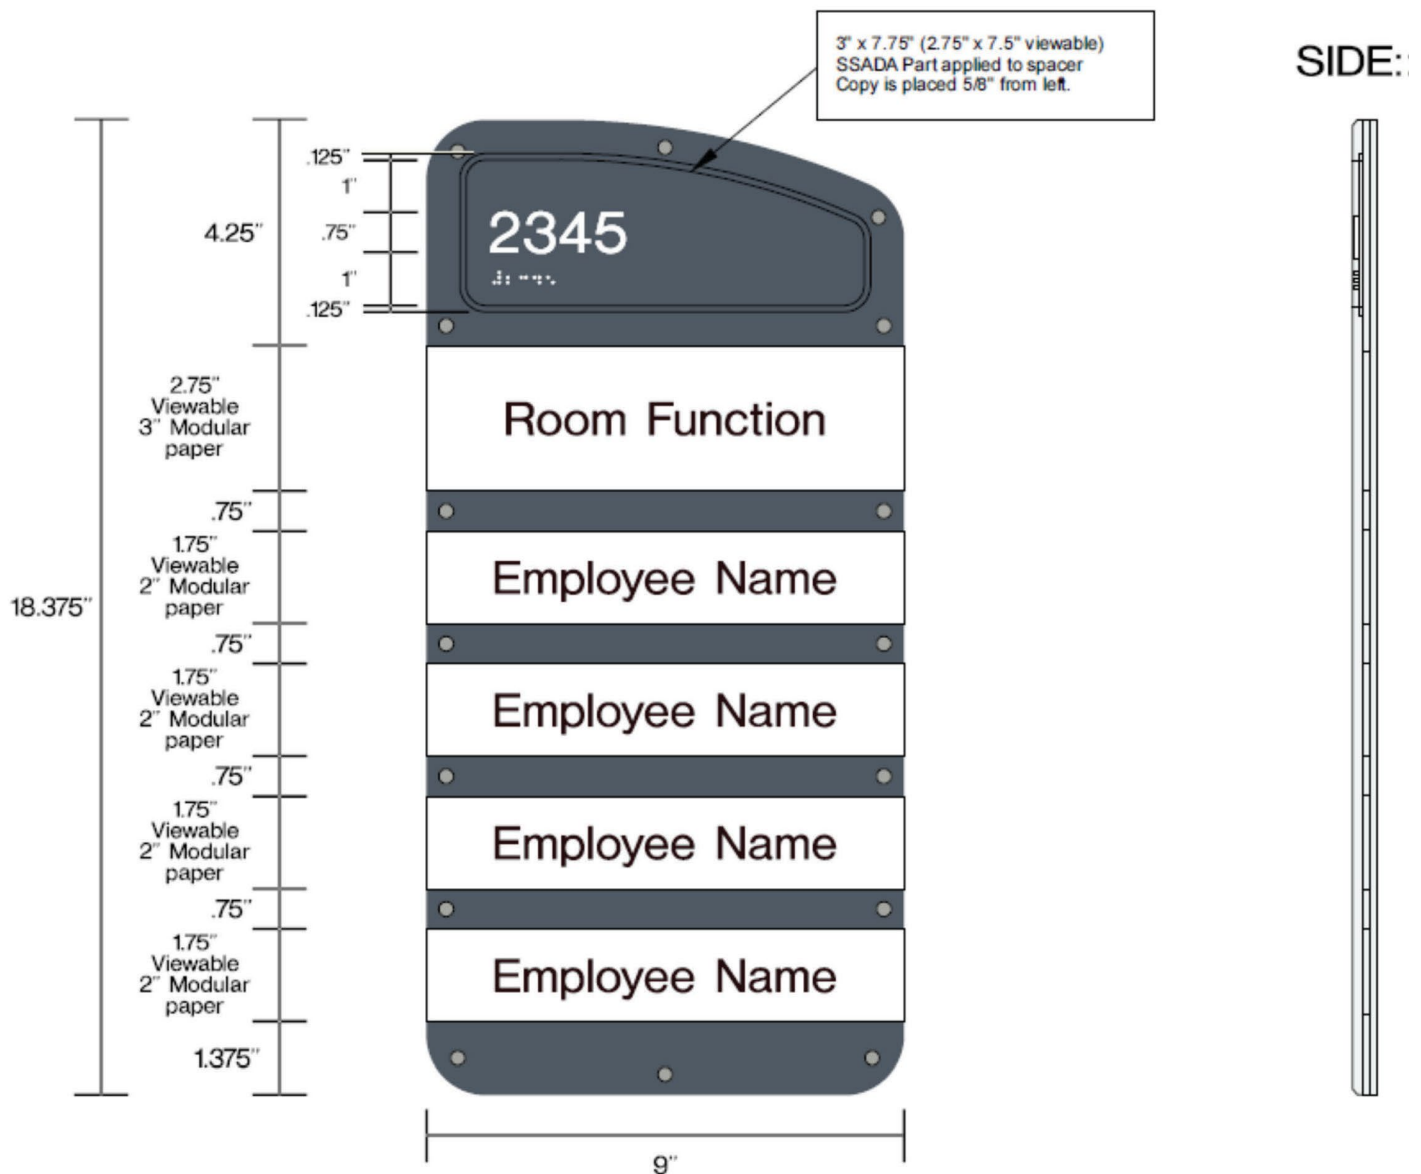 3" x 7.75" (2.75" x 7.5" viewable)
SSADA Part applied to spacer
Copy is placed 5/8" from left.
SIDE:
.125"
1"
4.25"
.75"
1"
.125"
2345
⠼⠆⠒⠲⠢
2.75"
Viewable
3" Modular
paper
Room Function
.75"
1.75"
Viewable
2" Modular
paper
Employee Name
18.375"
.75"
1.75"
Viewable
2" Modular
paper
Employee Name
.75"
1.75"
Viewable
2" Modular
paper
Employee Name
.75"
1.75"
Viewable
2" Modular
paper
Employee Name
1.375"
9"